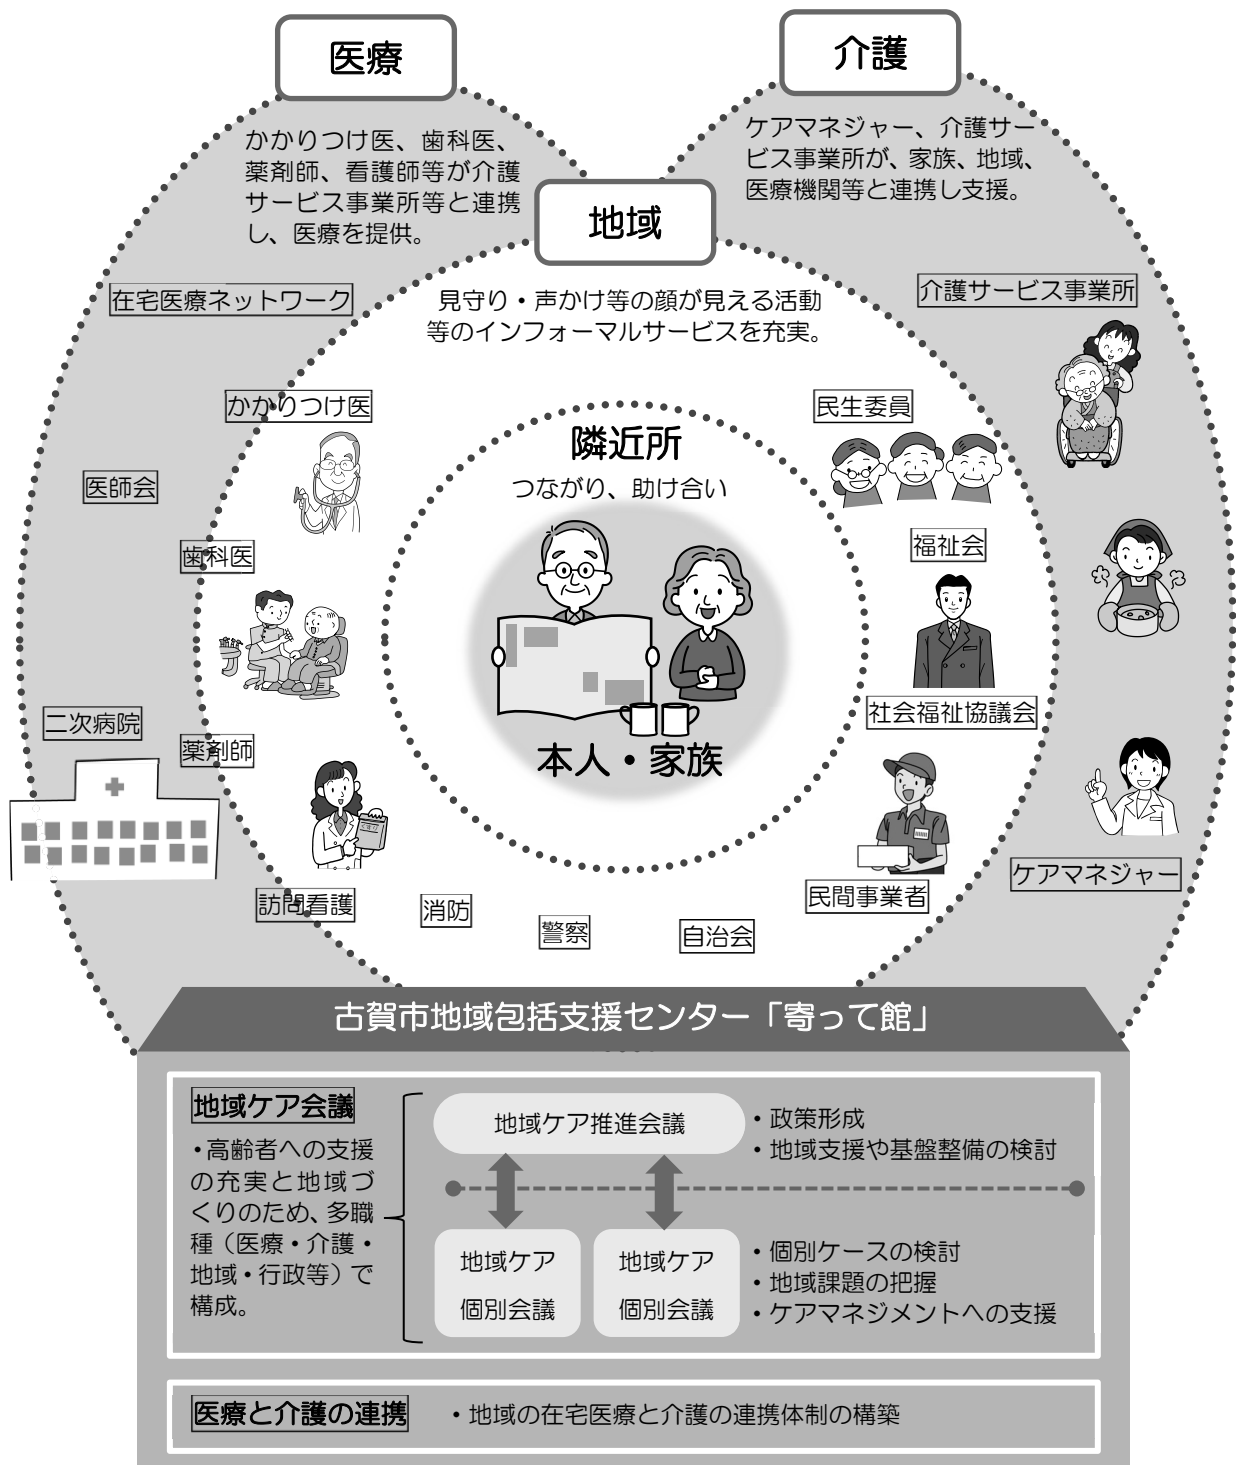 医療
介護
かかりつけ医、歯科医、
薬剤師、看護師等が介護
サービス事業所等と連携
し、医療を提供。
ケアマネジャー、介護サー
ビス事業所が、家族、地域、
医療機関等と連携し支援。
地域
見守り・声かけ等の顔が見える活動
等のインフォーマルサービスを充実。
在宅医療ネットワーク
介護サービス事業所
かかりつけ医
民生委員
隣近所
つながり、助け合い
医師会
歯科医
福祉会
二次病院
薬剤師
社会福祉協議会
本人・家族
ケアマネジャー
訪問看護
消防
警察
自治会
民間事業者
古賀市地域包括支援センター「寄って館」
地域ケア会議
・高齢者への支援
の充実と地域づ
くりのため、多職
種（医療・介護・
地域・行政等）で
構成。
地域ケア推進会議
・政策形成
・地域支援や基盤整備の検討
地域ケア
個別会議
地域ケア
個別会議
・個別ケースの検討
・地域課題の把握
・ケアマネジメントへの支援
医療と介護の連携
・地域の在宅医療と介護の連携体制の構築